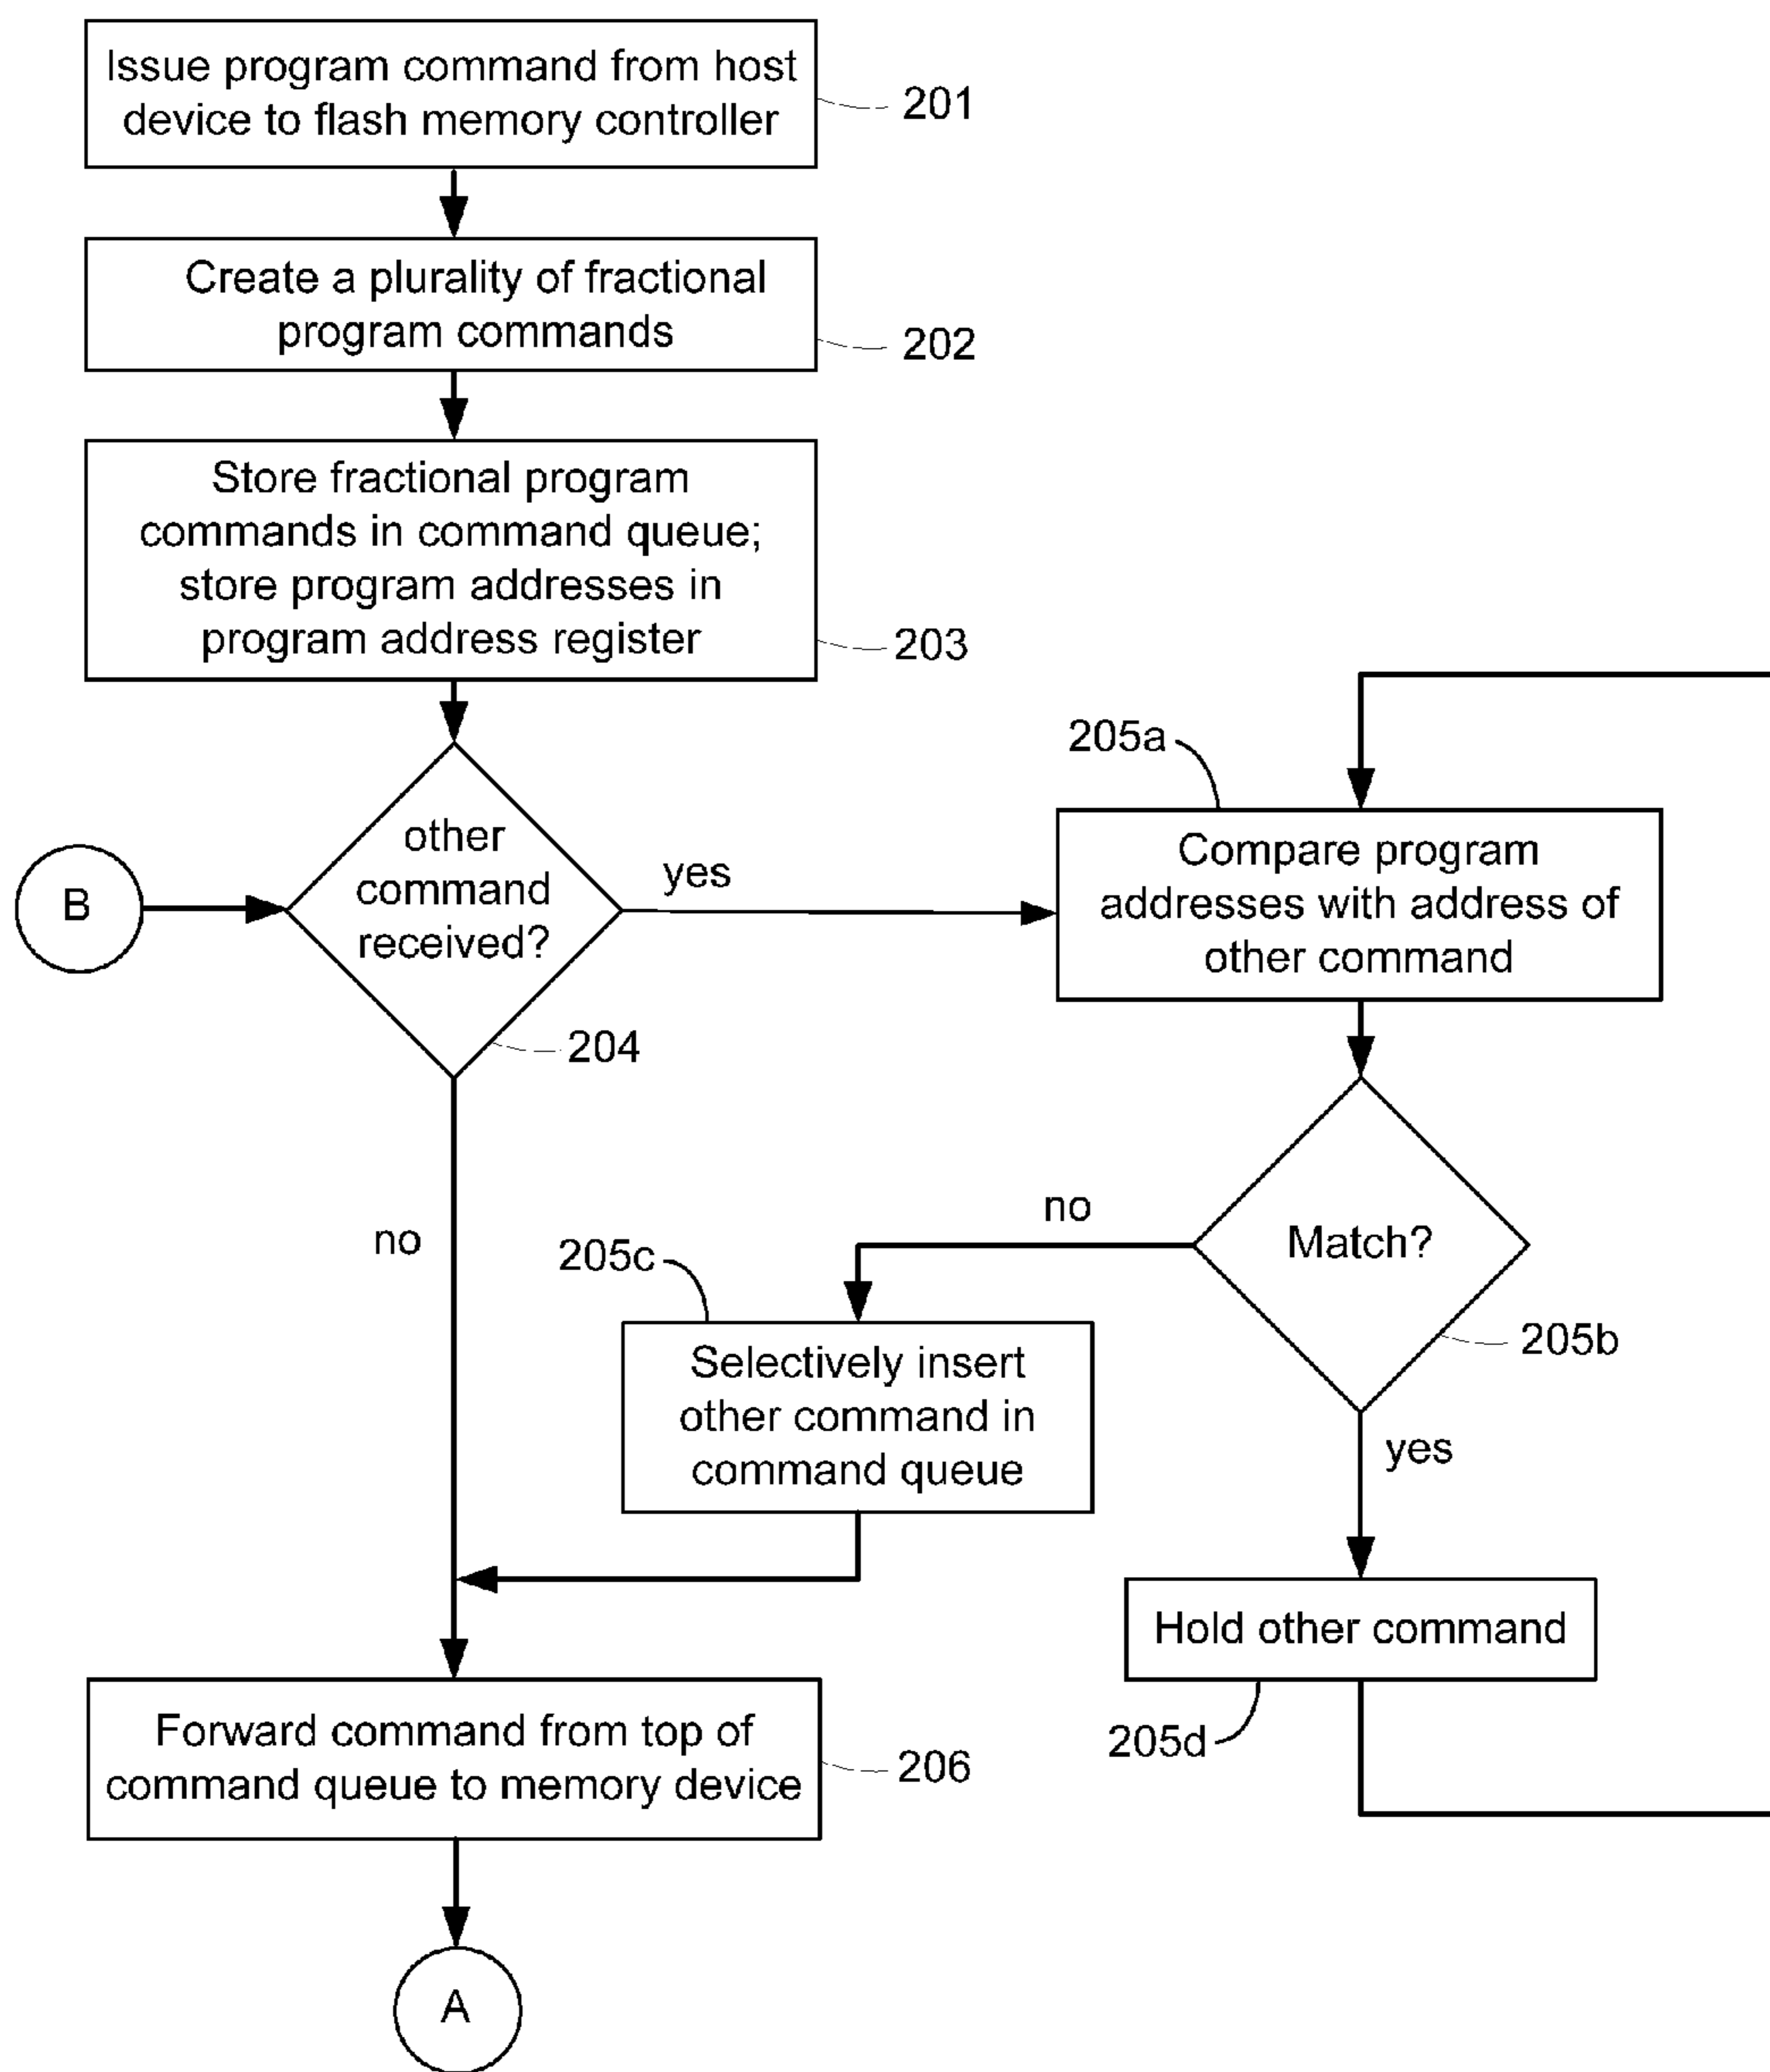 Issue program command from host
device to flash memory controller
201
Create a plurality of fractional
program commands
202
Store fractional program
commands in command queue;
store program addresses in
program address register
203
205a
other
command
received?
yes
B
Compare program
addresses with address of
other command
204
no
no
205c
Match?
205b
Selectively insert
other command in
command queue
yes
Hold other command
205d
Forward command from top of
command queue to memory device
206
A